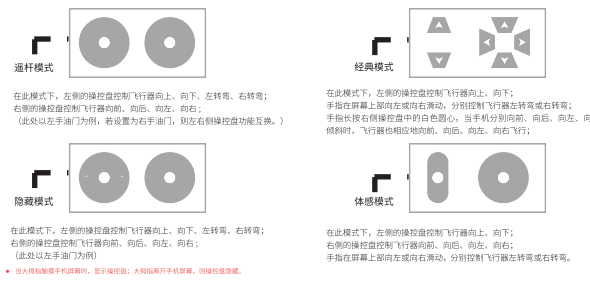 遥杆模式
在此模式下，左侧的操控盘控制飞行器向上、向下、左转弯、右转弯；
右侧的操控盘控制飞行器向前、向后、向左、向右；
（此处以左手油门为例，若设置为右手油门，则左右侧操控盘功能互换。）
经典模式
在此模式下，左侧的操控盘控制飞行器向上、向下；
手指在屏幕上部向左或向右滑动，分别控制飞行器左转弯或右转弯；
手指长按右侧操控盘中的白色圆心，当手机分别向前、向后、向左、向
倾斜时，飞行器也相应地向前、向后、向左、向右飞行；
隐藏模式
在此模式下，左侧的操控盘控制飞行器向上、向下、左转弯、右转弯；
右侧的操控盘控制飞行器向前、向后、向左、向右；
（此处以左手油门为例）
当大拇指触摸手机屏幕时，显示操控盘；大拇指离开手机屏幕，则操控盘隐藏。
体感模式
在此模式下，左侧的操控盘控制飞行器向上、向下；
右侧的操控盘控制飞行器向前、向后、向左、向右；
手指在屏幕上部向左或向右滑动，分别控制飞行器左转弯或右转弯。